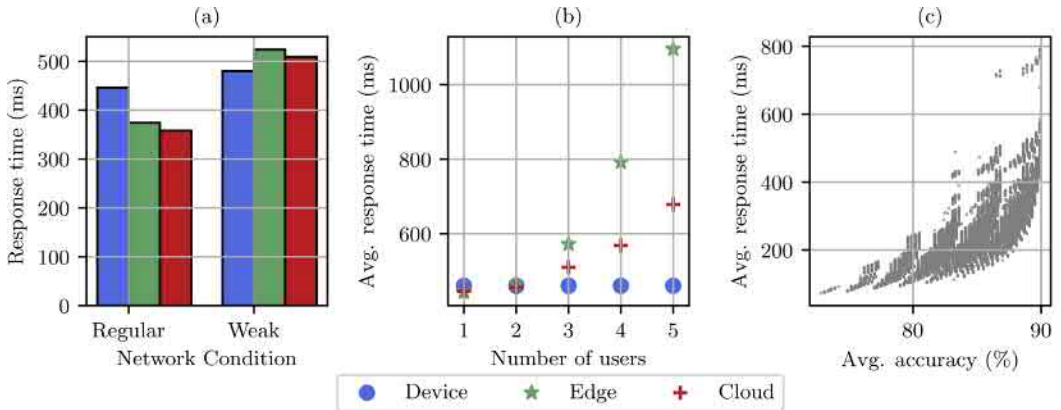 (a)
Response time (ms)
500
400
300
200
100
0
Regular Weak
Network Condition
(b)
Avg. response time (ms)
1000
800
600
1 2 3 4 5
Number of users
(c)
Avg. response time (ms)
800
600
400
200
80 90
Avg. accuracy (%)
Device Edge Cloud